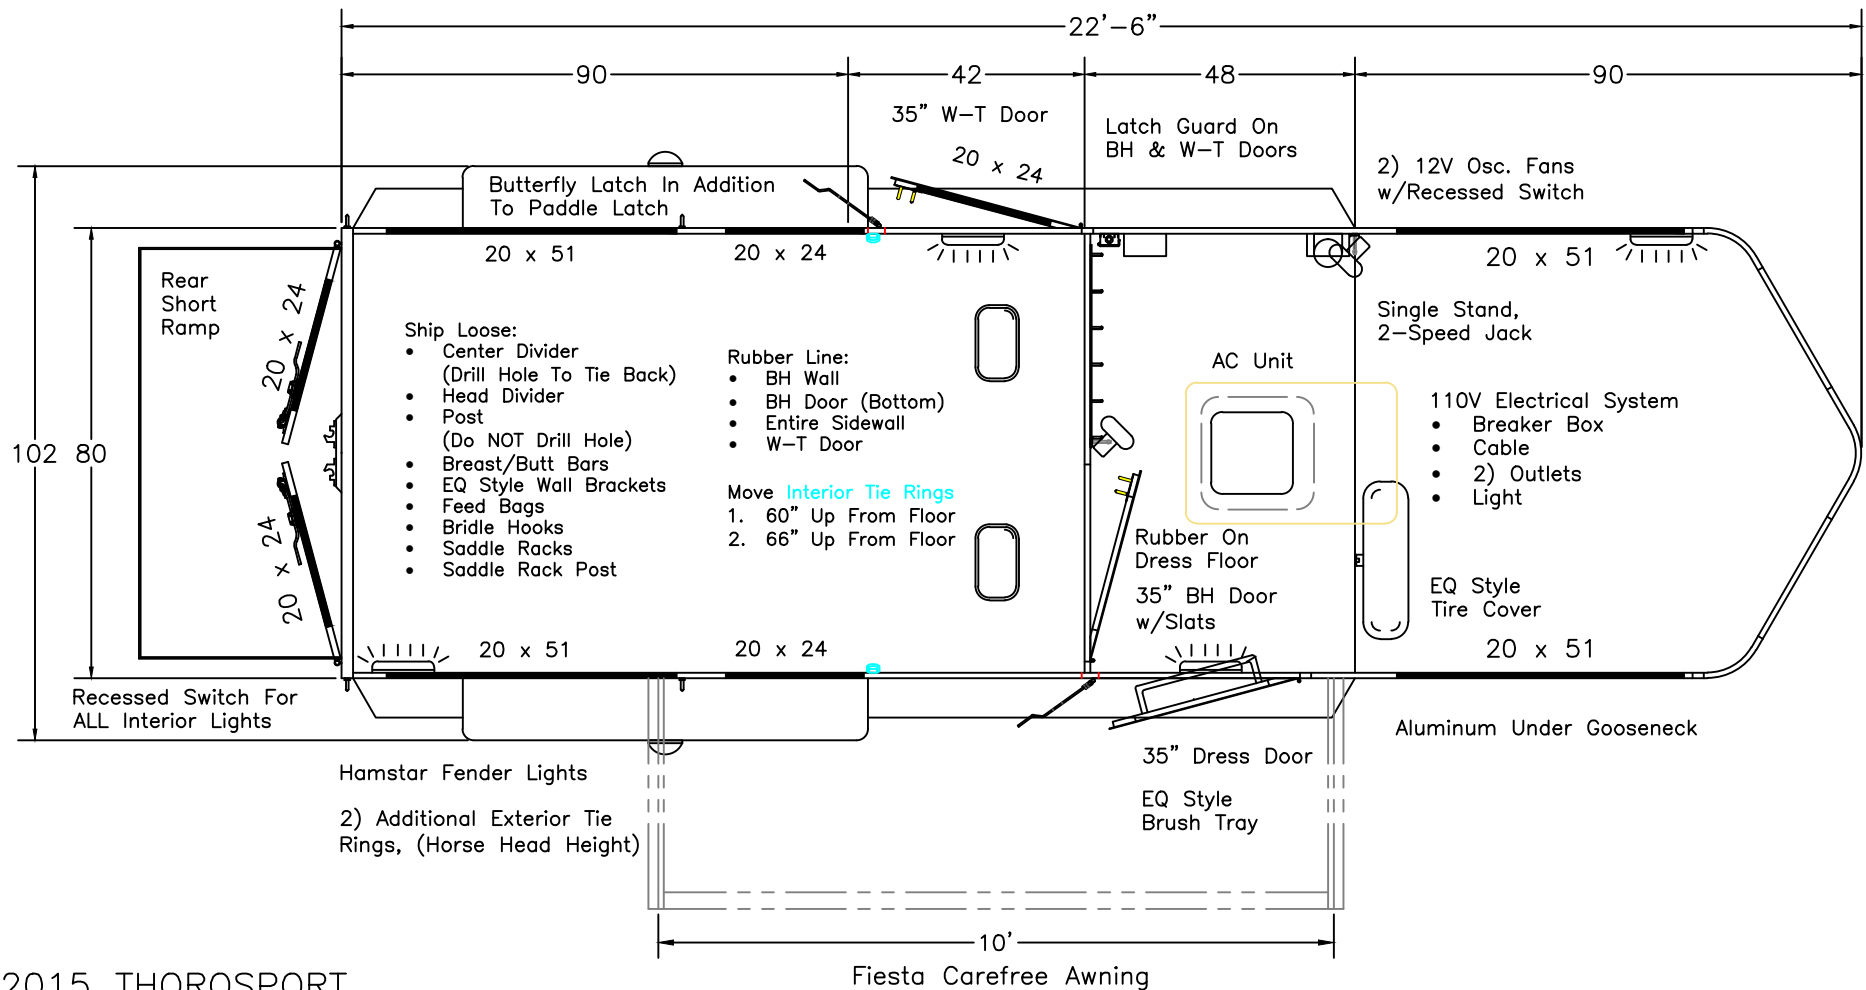 22'-6"
90
42
48
90
35" W-T Door
20 x 24
Latch Guard On
BH & W-T Doors
2) 12V Osc. Fans
w/Recessed Switch
Butterfly Latch In Addition
To Paddle Latch
20 x 51
20 x 24
20 x 51
Rear
Short
Ramp
20 x 24
Ship Loose:
• Center Divider
(Drill Hole To Tie Back)
• Head Divider
• Post
(Do NOT Drill Hole)
• Breast/Butt Bars
• EQ Style Wall Brackets
• Feed Bags
• Bridle Hooks
• Saddle Racks
• Saddle Rack Post
Rubber Line:
• BH Wall
• BH Door (Bottom)
• Entire Sidewall
• W-T Door
Move Interior Tie Rings
1. 60" Up From Floor
2. 66" Up From Floor
Single Stand,
2-Speed Jack
AC Unit
110V Electrical System
• Breaker Box
• Cable
• 2) Outlets
• Light
102
80
20 x 24
Rubber On
Dress Floor
35" BH Door
w/Slats
EQ Style
Tire Cover
20 x 51
20 x 24
20 x 51
Recessed Switch For
ALL Interior Lights
Aluminum Under Gooseneck
Hamstar Fender Lights
2) Additional Exterior Tie
Rings, (Horse Head Height)
35" Dress Door
EQ Style
Brush Tray
10'
Fiesta Carefree Awning
2015 THOROSPORT